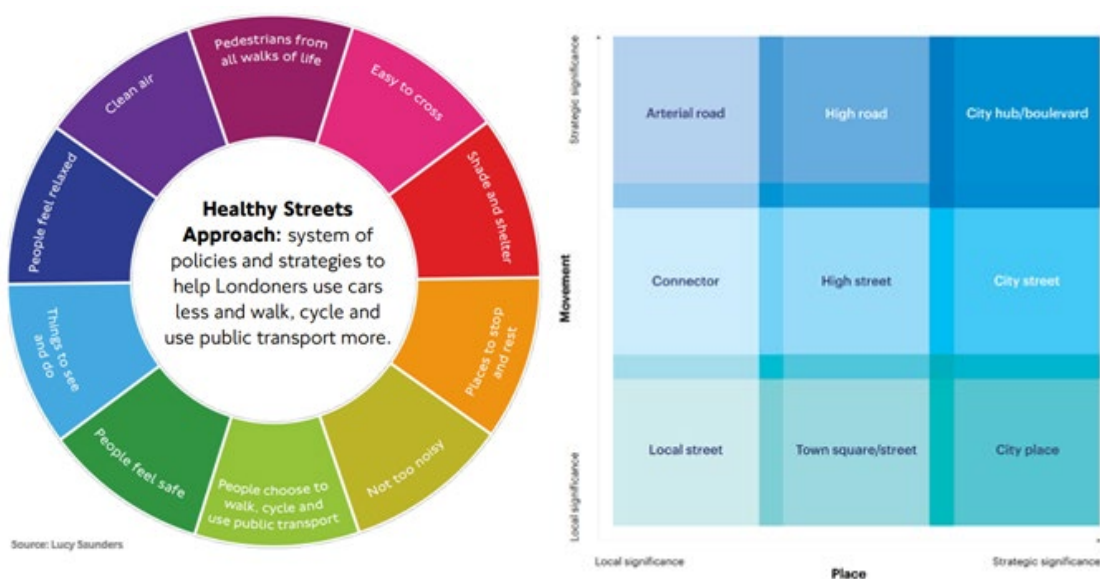 Pedestrians from
all walks of life
Easy to cross
Shade and shelter
Places to stop
and rest
Not too noisy
People choose to
walk, cycle and
use public transport
People feel safe
Things to see
and do
People feel relaxed
Clean air
Healthy Streets
Approach: system of
policies and strategies to
help Londoners use cars
less and walk, cycle and
use public transport more.
Source: Lucy Saunders
Movement
Strategic significance
Local significance
Arterial road
High road
City hub/boulevard
Connector
High street
City street
Local street
Town square/street
City place
Local significance
Strategic significance
Place